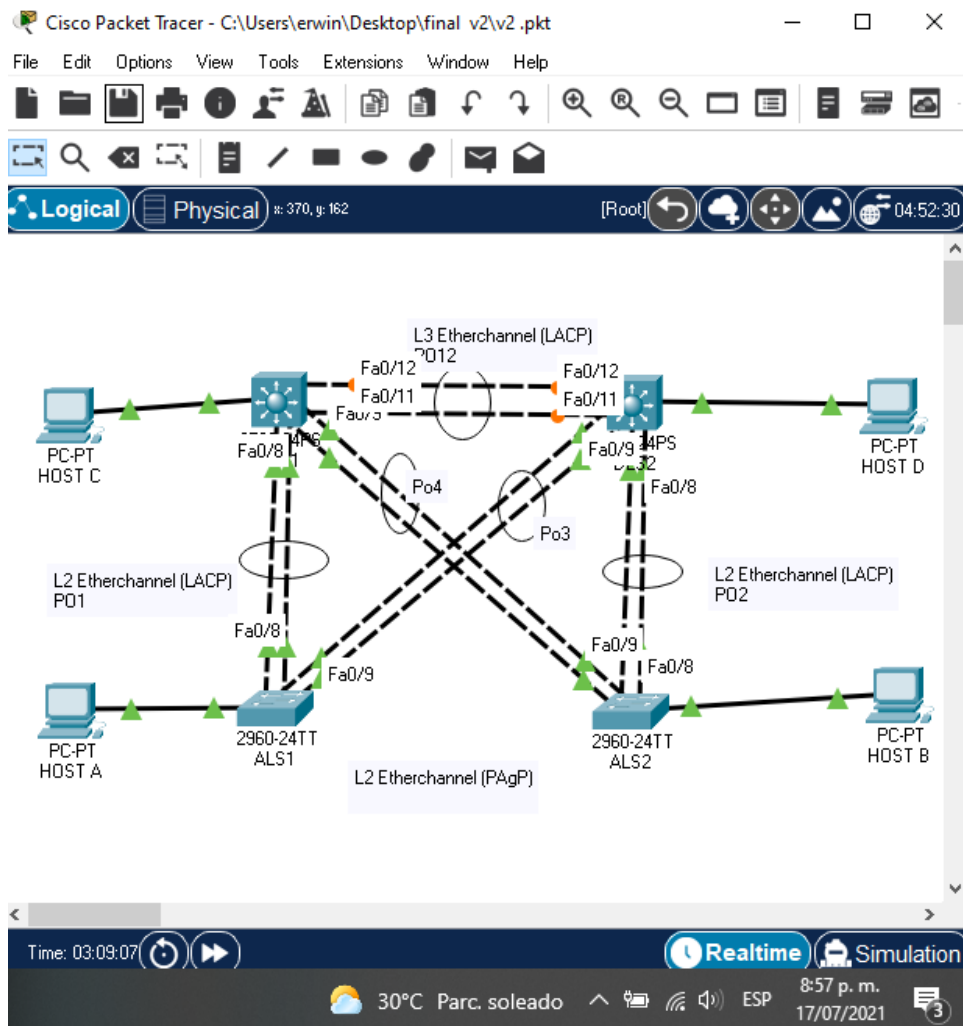 Cisco Packet Tracer - C:\Users\erwin\Desktop\final v2\v2 .pkt
File Edit Options View Tools Extensions Window Help
Logical Physical x: 370, y: 162 [Root] 04:52:30
L3 Etherchannel (LACP)
PO12
Fa0/12 Fa0/12
Fa0/11 Fa0/11
PC-PT
HOST C
PC-PT
HOST D
Fa0/8
Fa0/9
24PS
Fa0/8
Po4
Po3
L2 Etherchannel (LACP)
PO1
L2 Etherchannel (LACP)
PO2
Fa0/8
Fa0/9
Fa0/9
Fa0/8
PC-PT
HOST A
2960-24TT
ALS1
2960-24TT
ALS2
PC-PT
HOST B
L2 Etherchannel (PAgP)
Time: 03:09:07 Realtime Simulation
30°C Parc. soleado ESP 8:57 p. m.
17/07/2021 3